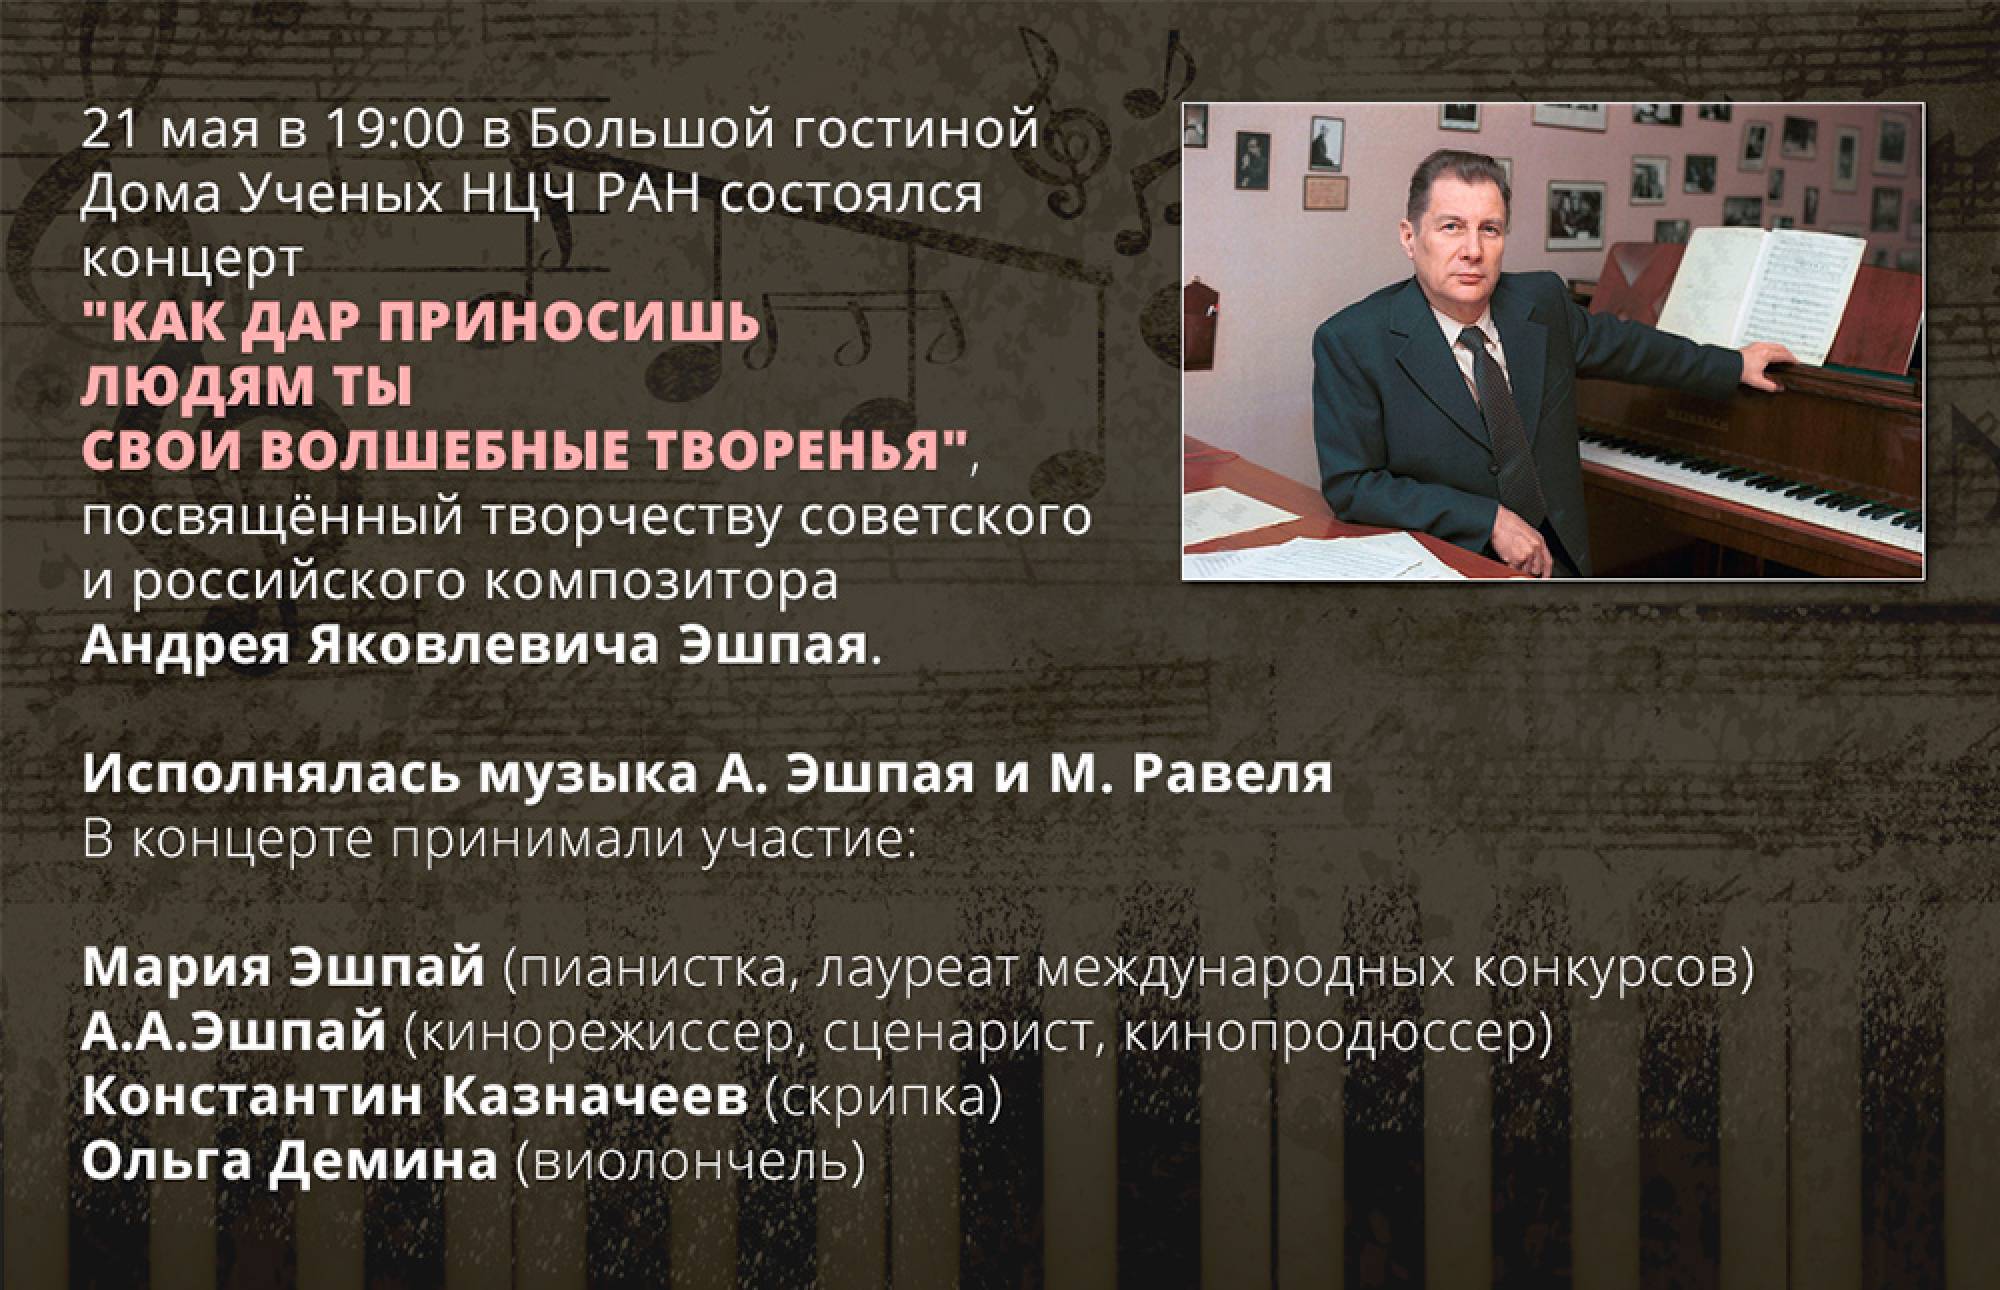 21 мая в 19:00 в Большой гостиной
Дома Ученых НЦЧ РАН состоялся
концерт
"КАК ДАР ПРИНОСИШЬ
ЛЮДЯМ ТЫ
СВОИ ВОЛШЕБНЫЕ ТВОРЕНЬЯ",
посвящённый творчеству советского
и российского композитора
Андрея Яковлевича Эшпая.
Исполнялась музыка А. Эшпая и М. Равеля
В концерте принимали участие:
Мария Эшпай (пианистка, лауреат международных конкурсов)
А.А.Эшпай (кинорежиссер, сценарист, кинопродюссер)
Константин Казначеев (скрипка)
Ольга Демина (виолончель)